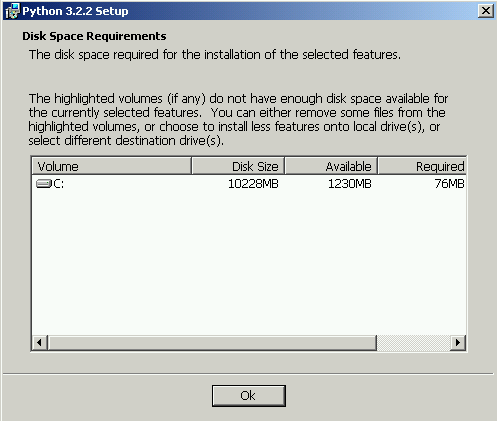 Python 3.2.2 Setup
Disk Space Requirements
The disk space required for the installation of the selected features.
The highlighted volumes (if any) do not have enough disk space available for
the currently selected features.  You can either remove some files from the
highlighted volumes, or choose to install less features onto local drive(s), or
select different destination drive(s).
Volume Disk Size Available Required
C: 10228MB 1230MB 76MB
Ok